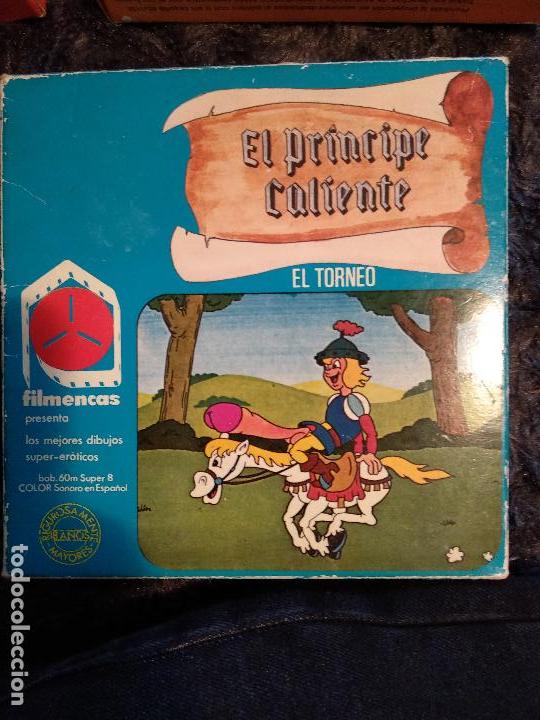 El príncipe
Caliente
EL TORNEO
filmencas
presenta
los mejores dibujos
super-eróticos
bob. 60m Super 8
COLOR Sonoro en Español
RIGUROSAMENTE
18 AÑOS
MAYORES
todocoleccion.net